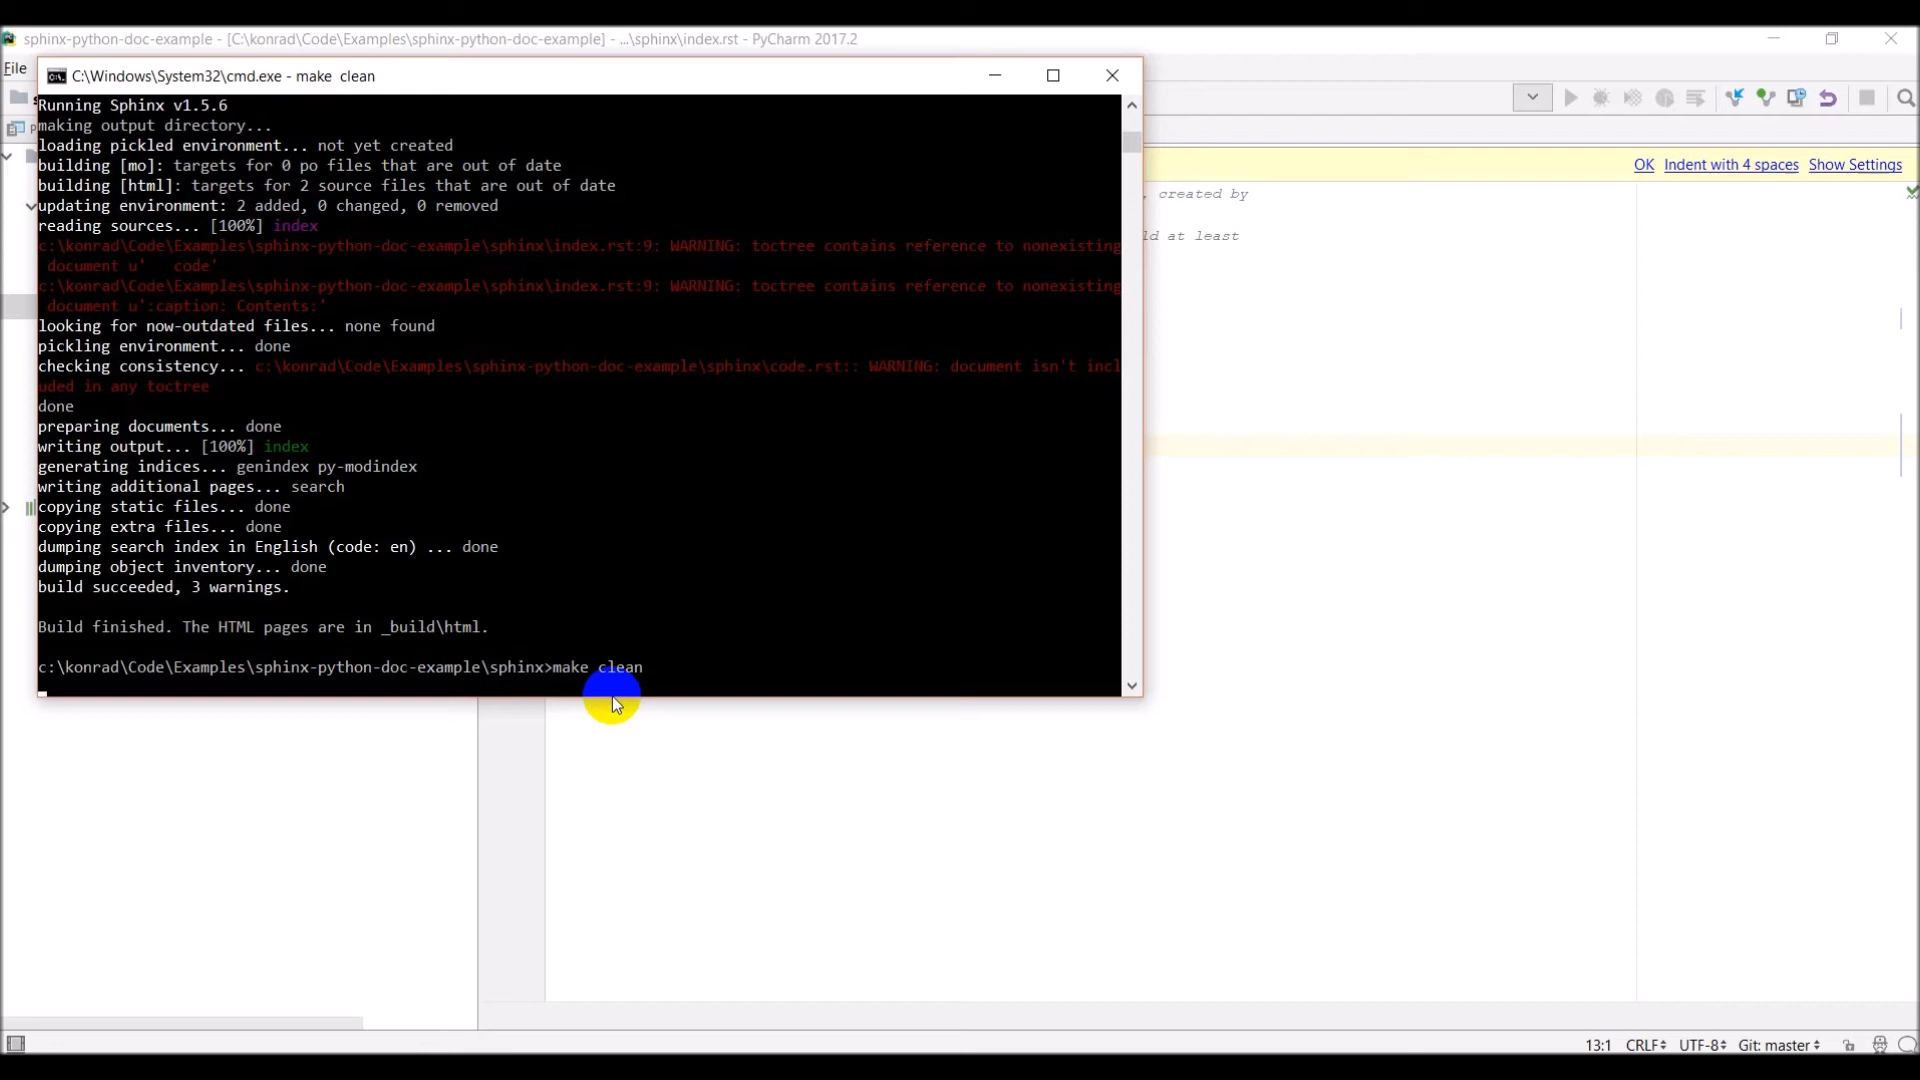 sphinx-python-doc-example - [C:\konrad\Code\Examples\sphinx-python-doc-example] - ...\sphinx\index.rst - PyCharm 2017.2
File
C:\Windows\System32\cmd.exe - make  clean
Running Sphinx v1.5.6
making output directory...
loading pickled environment... not yet created
building [mo]: targets for 0 po files that are out of date
building [html]: targets for 2 source files that are out of date
OK Indent with 4 spaces Show Settings
, created by
updating environment: 2 added, 0 changed, 0 removed
reading sources... [100%] index
ld at least
c:\konrad\Code\Examples\sphinx-python-doc-example\sphinx\index.rst:9: WARNING: toctree contains reference to nonexisting
document u'   code'
c:\konrad\Code\Examples\sphinx-python-doc-example\sphinx\index.rst:9: WARNING: toctree contains reference to nonexisting
document u':caption: Contents:'
looking for now-outdated files... none found
pickling environment... done
checking consistency... c:\konrad\Code\Examples\sphinx-python-doc-example\sphinx\code.rst:: WARNING: document isn't incl
uded in any toctree
done
preparing documents... done
writing output... [100%] index
generating indices... genindex py-modindex
writing additional pages... search
copying static files... done
copying extra files... done
dumping search index in English (code: en) ... done
dumping object inventory... done
build succeeded, 3 warnings.
Build finished. The HTML pages are in _build\html.
c:\konrad\Code\Examples\sphinx-python-doc-example\sphinx>make clean
13:1 CRLF UTF-8 Git: master